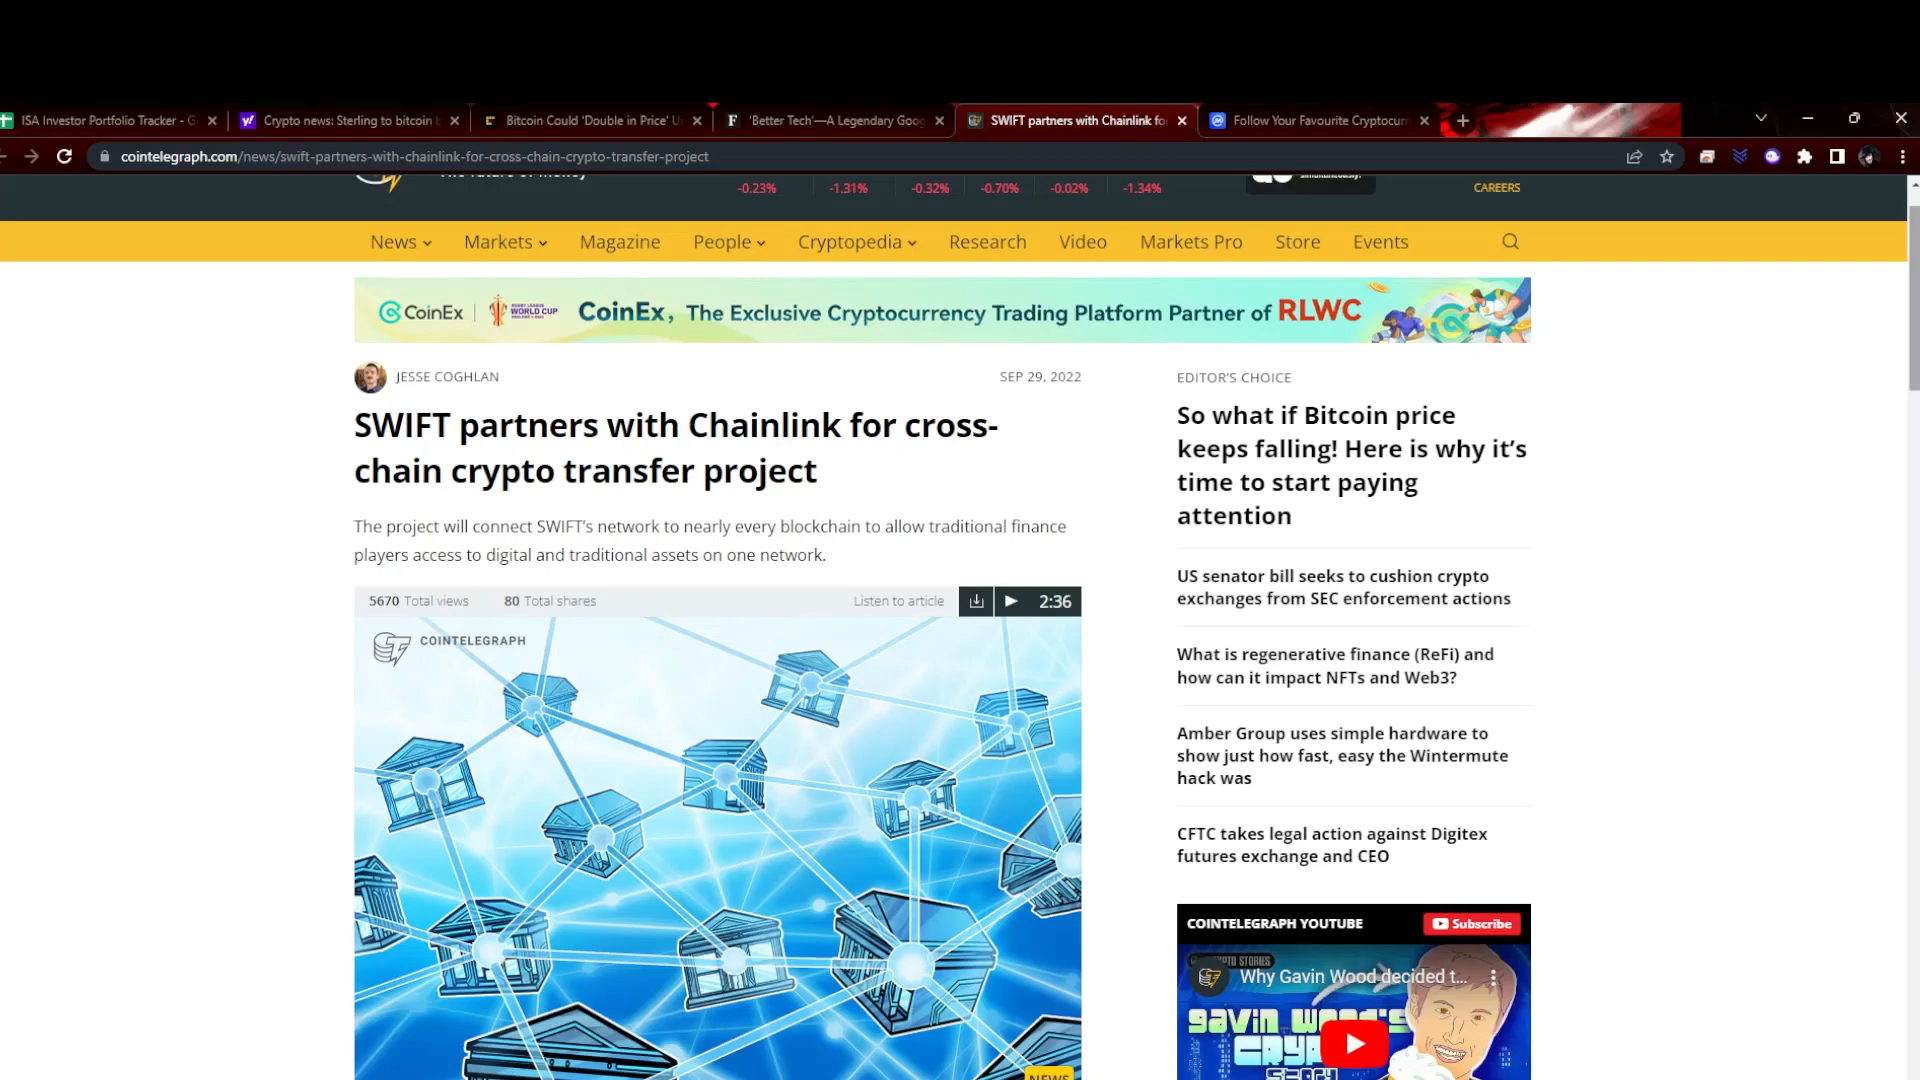 ISA Investor Portfolio Tracker - G
Crypto news: Sterling to bitcoin
Bitcoin Could 'Double in Price' U
F 'Better Tech'—A Legendary Goog
SWIFT partners with Chainlink fo
Follow Your Favourite Cryptocurr
cointelegraph.com/news/swift-partners-with-chainlink-for-cross-chain-crypto-transfer-project
-0.23% -1.31% -0.32% -0.70% -0.02% -1.34%
CAREERS
News Markets Magazine People Cryptopedia Research Video Markets Pro Store Events
CoinEx WORLD CUP CoinEx, The Exclusive Cryptocurrency Trading Platform Partner of RLWC
JESSE COGHLAN
SEP 29, 2022
SWIFT partners with Chainlink for cross-
chain crypto transfer project
The project will connect SWIFT's network to nearly every blockchain to allow traditional finance
players access to digital and traditional assets on one network.
5670 Total views 80 Total shares Listen to article 2:36
COINTELEGRAPH
NEWS
EDITOR'S CHOICE
So what if Bitcoin price
keeps falling! Here is why it's
time to start paying
attention
US senator bill seeks to cushion crypto
exchanges from SEC enforcement actions
What is regenerative finance (ReFi) and
how can it impact NFTs and Web3?
Amber Group uses simple hardware to
show just how fast, easy the Wintermute
hack was
CFTC takes legal action against Digitex
futures exchange and CEO
COINTELEGRAPH YOUTUBE Subscribe
CRYPTO STORIES
Why Gavin Wood decided t...
GAVIN WOOD'S